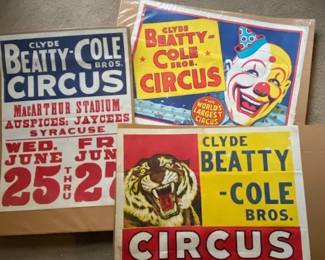 CLYDE
BEATTY-COLE
BROS.
CIRCUS
MACARTHUR STADIUM
AUSPICES: JAYCEES
SYRACUSE
WED. FR
JUNE JUN
25 THRU 27
CLYDE
BEATTY-
COLE
BROS.
CIRCUS
WORLD'S
LARGEST
CIRCUS
CLYDE
BEATTY
-COLE
BROS.
CIRCUS